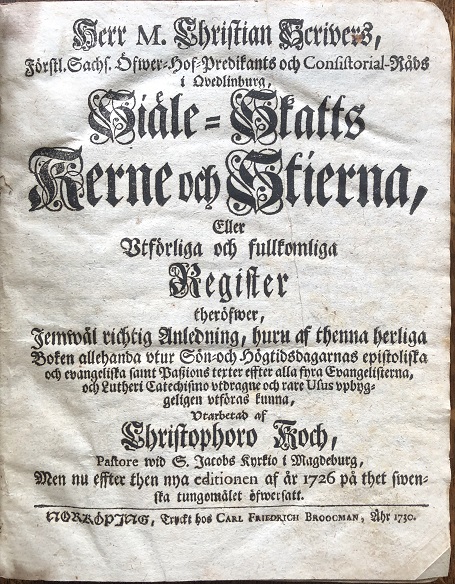 Herr M. Christian Scrivers,
Förstl. Sachs. Öfwer-Hof-Predikants och Consistorial-Råds
i Qvedlinburg,
Siäle-Skatts
Kerne och Stierna,
Eller
Utförliga och fullkomliga
Register
theröfwer,
Jemwäl richtig Anledning, huru af thenna herliga
Boken allehanda utur Sön- och Högtidsdagarnas epistoliska
och evangeliska samt Passions texter effter alla fyra Evangelisterna,
och Lutheri Catechismo utdragne och rare Usus upbyg-
geligen utföras kunna,
Utarbetad af
Christophoro Koch,
Pastore wid S. Jacobs Kyrkio i Magdeburg,
Men nu effter then nya editionen af år 1726 på thet swen-
ska tungomålet öfwersatt.
NORKÖPJNG, Tryckt hos CARL FRIEDRICH BROOCMAN, Åhr 1730.